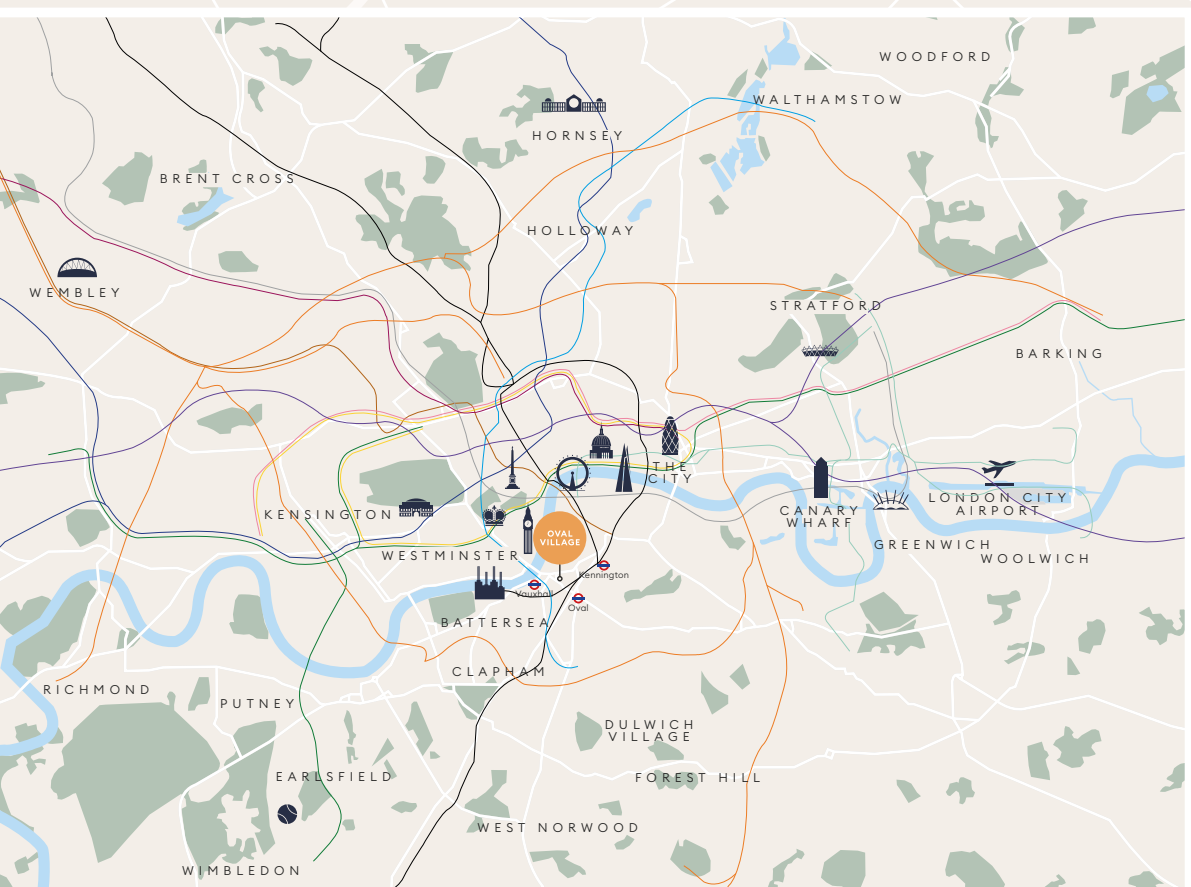 WOODFORD
WALTHAMSTOW
HORNSEY
BRENT CROSS
HOLLOWAY
WEMBLEY
STRATFORD
BARKING
THE
CITY
LONDON CITY
AIRPORT
CANARY
WHARF
KENSINGTON
OVAL
VILLAGE
GREENWICH
WESTMINSTER
WOOLWICH
Kennington
Vauxhall
Oval
BATTERSEA
CLAPHAM
RICHMOND
PUTNEY
DULWICH
VILLAGE
EARLSFIELD
FOREST HILL
WEST NORWOOD
WIMBLEDON